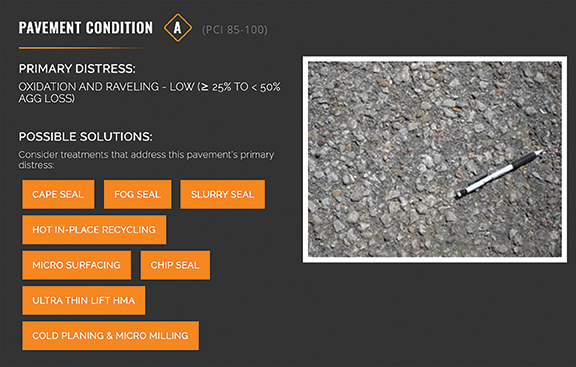 PAVEMENT CONDITION A (PCI 85-100)
PRIMARY DISTRESS:
OXIDATION AND RAVELING - LOW (≥ 25% TO < 50%
AGG LOSS)
POSSIBLE SOLUTIONS:
Consider treatments that address this pavement's primary
distress:
CAPE SEAL FOG SEAL SLURRY SEAL
HOT IN-PLACE RECYCLING
MICRO SURFACING CHIP SEAL
ULTRA THIN LIFT HMA
COLD PLANING & MICRO MILLING